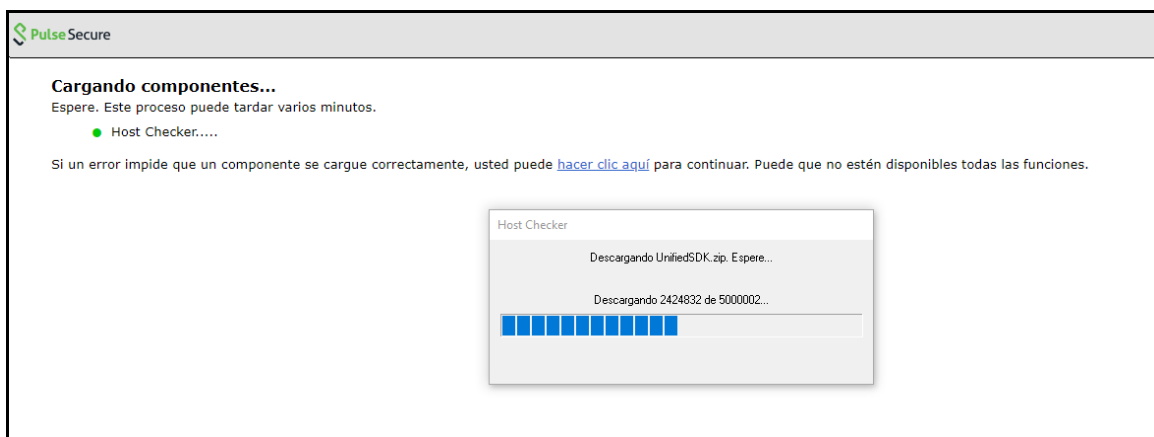 Pulse Secure
Cargando componentes...
Espere. Este proceso puede tardar varios minutos.
Host Checker.....
Si un error impide que un componente se cargue correctamente, usted puede hacer clic aquí para continuar. Puede que no estén disponibles todas las funciones.
Host Checker
Descargando UnifiedSDK.zip. Espere...
Descargando 2424832 de 5000002...